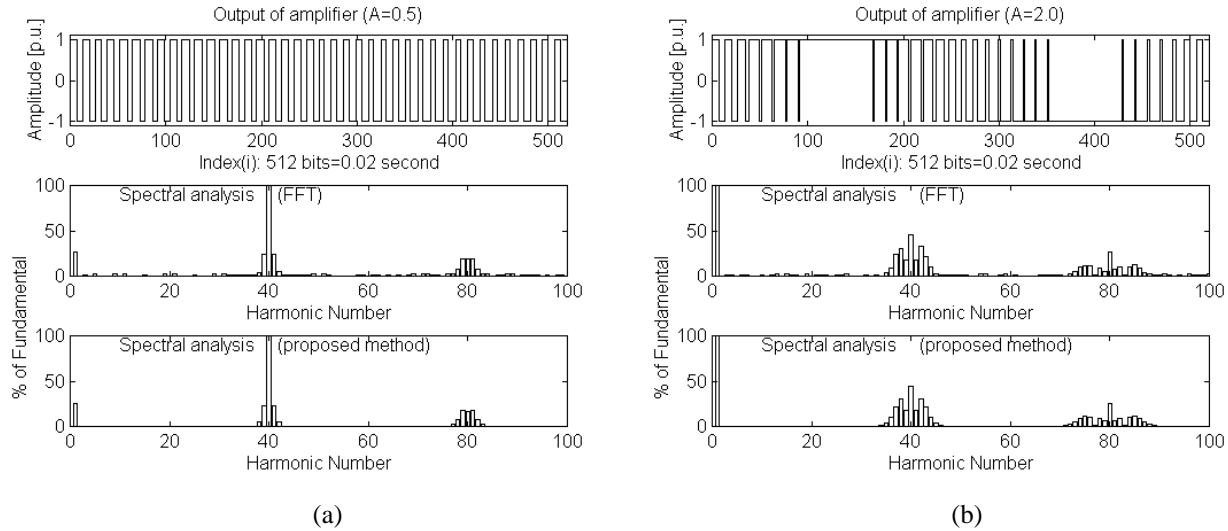 Output of amplifier (A=0.5)
Amplitude [p.u.]
1
0
-1
0 100 200 300 400 500
Index(i): 512 bits=0.02 second
100
50
0
Spectral analysis (FFT)
0 20 40 60 80 100
Harmonic Number
% of Fundamental
100
50
0
Spectral analysis (proposed method)
0 20 40 60 80 100
Harmonic Number
(a)
Output of amplifier (A=2.0)
Amplitude [p.u.]
1
0
-1
0 100 200 300 400 500
Index(i): 512 bits=0.02 second
100
50
0
Spectral analysis (FFT)
0 20 40 60 80 100
Harmonic Number
% of Fundamental
100
50
0
Spectral analysis (proposed method)
0 20 40 60 80 100
Harmonic Number
(b)